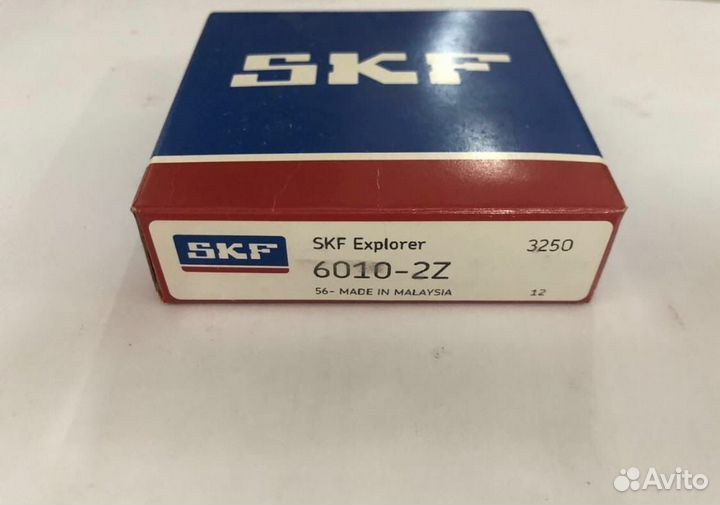 SKF
SKF
SKF Explorer 3250
6010-2Z
56- MADE IN MALAYSIA 12
Avito